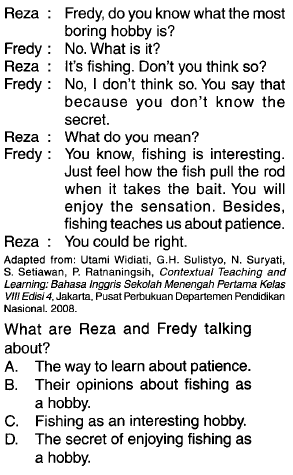 Reza : Fredy, do you know what the most
boring hobby is?
Fredy : No. What is it?
Reza : It's fishing. Don't you think so?
Fredy : No, I don't think so. You say that
because you don't know the
secret.
Reza : What do you mean?
Fredy : You know, fishing is interesting.
Just feel how the fish pull the rod
when it takes the bait. You will
enjoy the sensation. Besides,
fishing teaches us about patience.
Reza : You could be right.
Adapted from: Utami Widiati, G.H. Sulistyo, N. Suryati,
S. Setiawan, P. Ratnaningsih, Contextual Teaching and
Learning: Bahasa Inggris Sekolah Menengah Pertama Kelas
VIII Edisi 4, Jakarta, Pusat Perbukuan Departemen Pendidikan
Nasional. 2008.
What are Reza and Fredy talking
about?
A. The way to learn about patience.
B. Their opinions about fishing as
a hobby.
C. Fishing as an interesting hobby.
D. The secret of enjoying fishing as
a hobby.